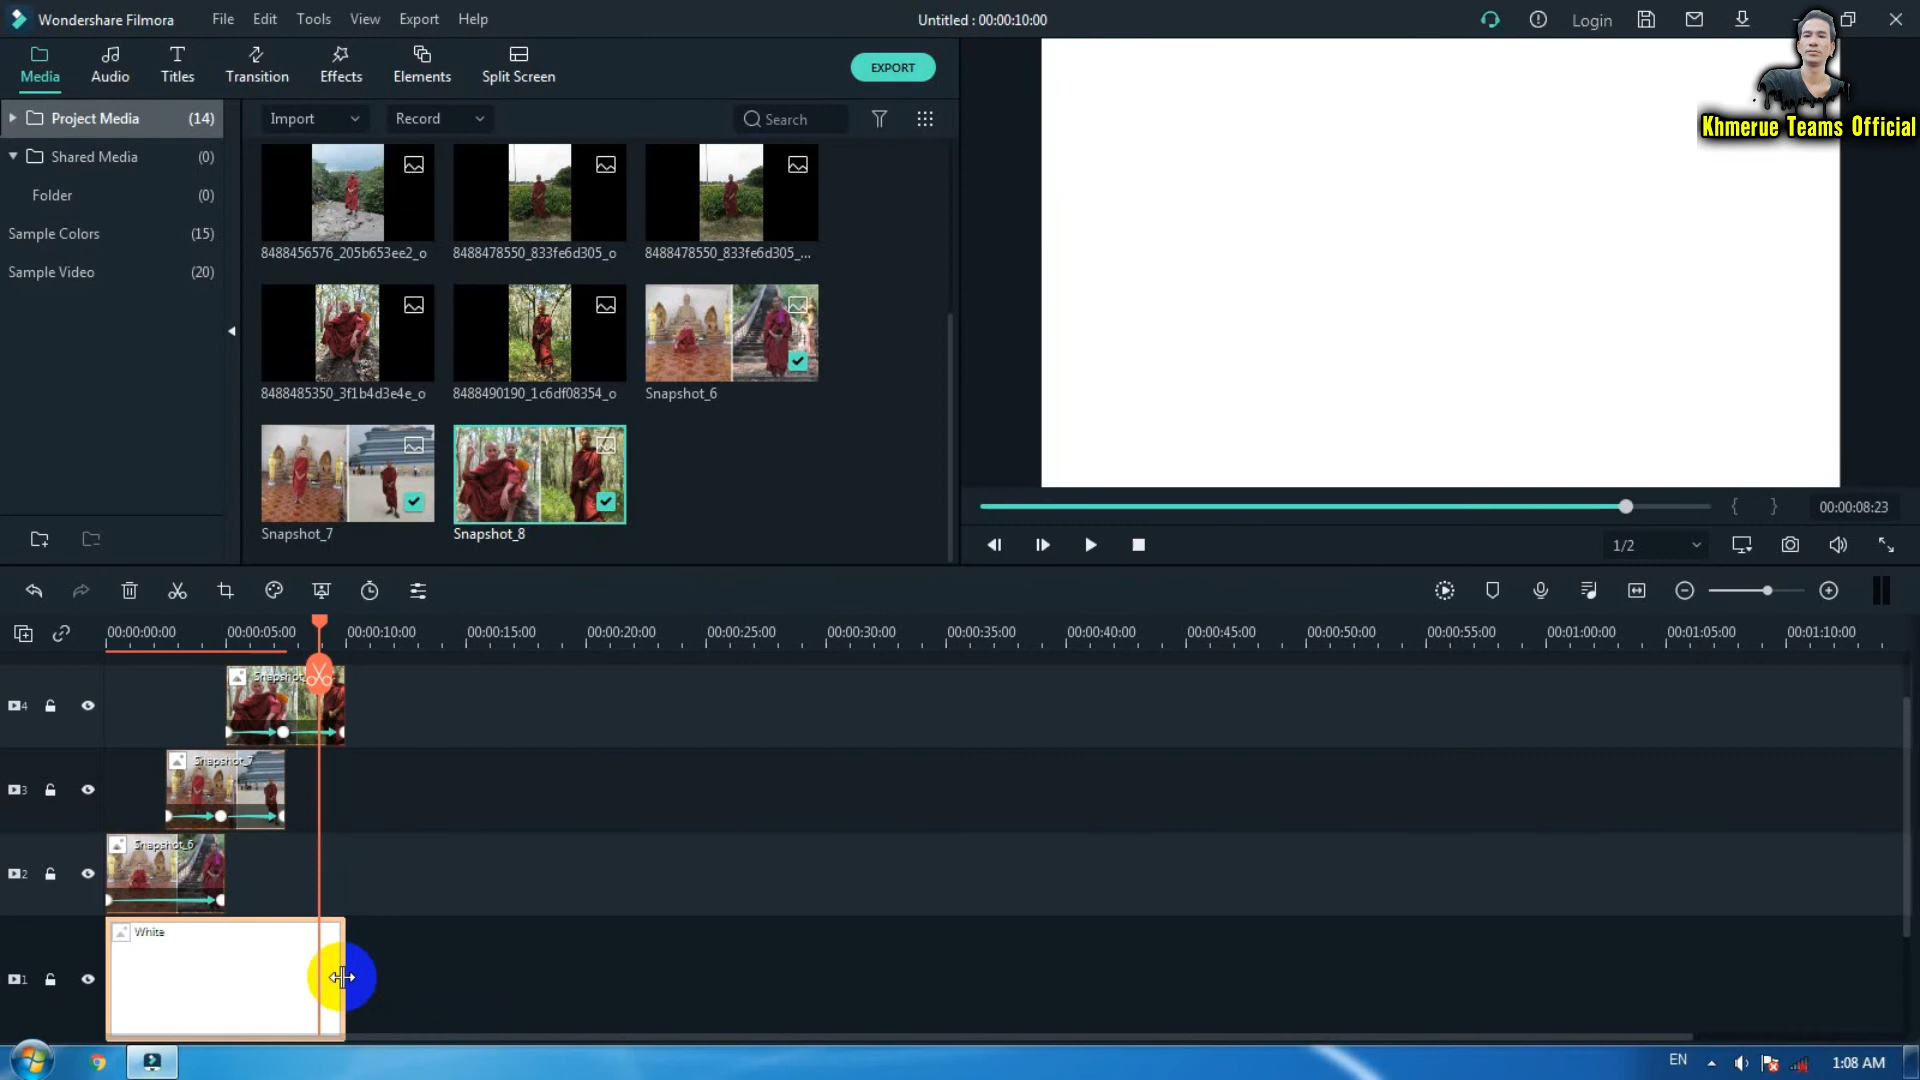 Wondershare Filmora
File
Edit
Tools
View
Export
Help
Untitled : 00:00:10:00
Login
Media
Audio
Titles
Transition
Effects
Elements
Split Screen
EXPORT
Khmerue Teams Official
Project Media (14)
Shared Media (0)
Folder (0)
Sample Colors (15)
Sample Video (20)
Import
Record
Search
8488456576_205b653ee2_o
8488478550_833fe6d305_o
8488478550_833fe6d305_...
8488485350_3f1b4d3e4e_o
8488490190_1c6df08354_o
Snapshot_6
Snapshot_7
Snapshot_8
00:00:08:23
1/2
00:00:00:00
00:00:05:00
00:00:10:00
00:00:15:00
00:00:20:00
00:00:25:00
00:00:30:00
00:00:35:00
00:00:40:00
00:00:45:00
00:00:50:00
00:00:55:00
00:01:00:00
00:01:05:00
00:01:10:00
4
Snapshot_7
3
Snapshot_6
2
White
1
EN
1:08 AM